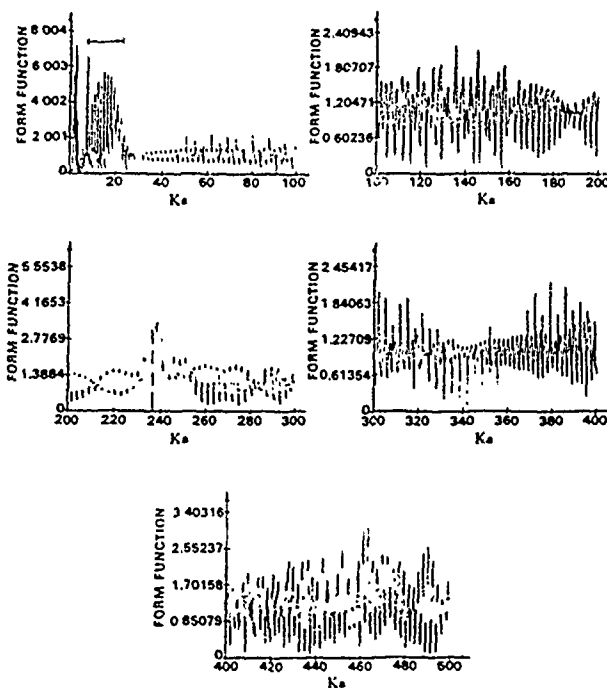 FORM FUNCTION
8 004
6 003
4 002
2 001
0
20 40 60 80 100
Ka
FORM FUNCTION
2.40943
1.80707
1.20471
0 60236
0
120 140 160 180 200
Ka
FORM FUNCTION
5 5538
4.1653
2.7769
1.3884
0
200 220 240 260 280 300
Ka
FORM FUNCTION
2.45417
1 84063
1.22709
0.61354
0
300 320 340 360 380 400
Ka
FORM FUNCTION
3 40316
2.55237
1.70158
0 85079
0
400 420 440 460 480 500
Ka